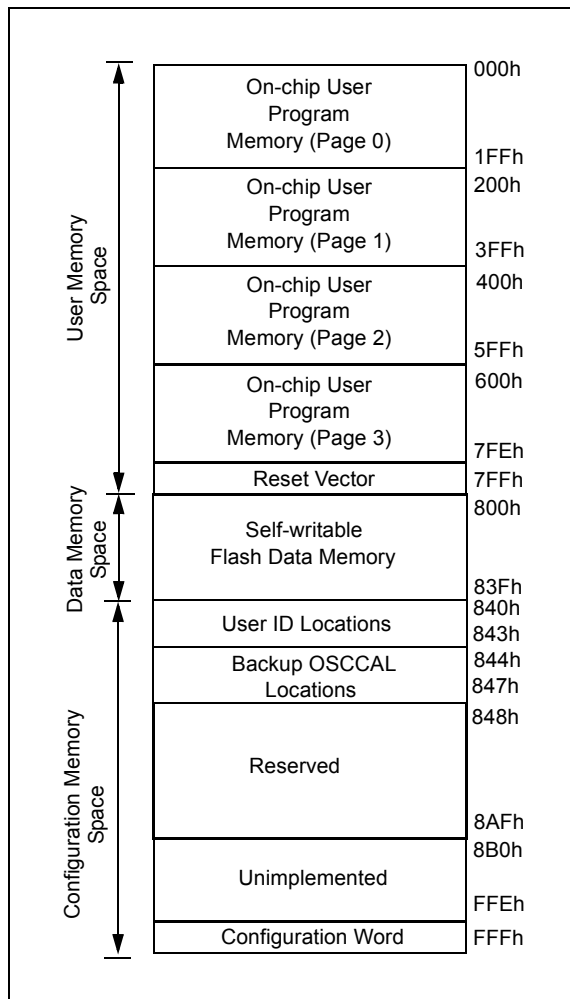 000h
On-chip User
Program
Memory (Page 0)
1FFh
200h
On-chip User
Program
Memory (Page 1)
3FFh
400h
On-chip User
Program
Memory (Page 2)
5FFh
600h
On-chip User
Program
Memory (Page 3)
7FEh
Reset Vector
7FFh
User Memory
Space
800h
Self-writable
Flash Data Memory
83Fh
Data Memory
Space
840h
User ID Locations
843h
844h
Backup OSCCAL
Locations
847h
848h
Reserved
8AFh
8B0h
Unimplemented
FFEh
Configuration Word
FFFh
Configuration Memory
Space